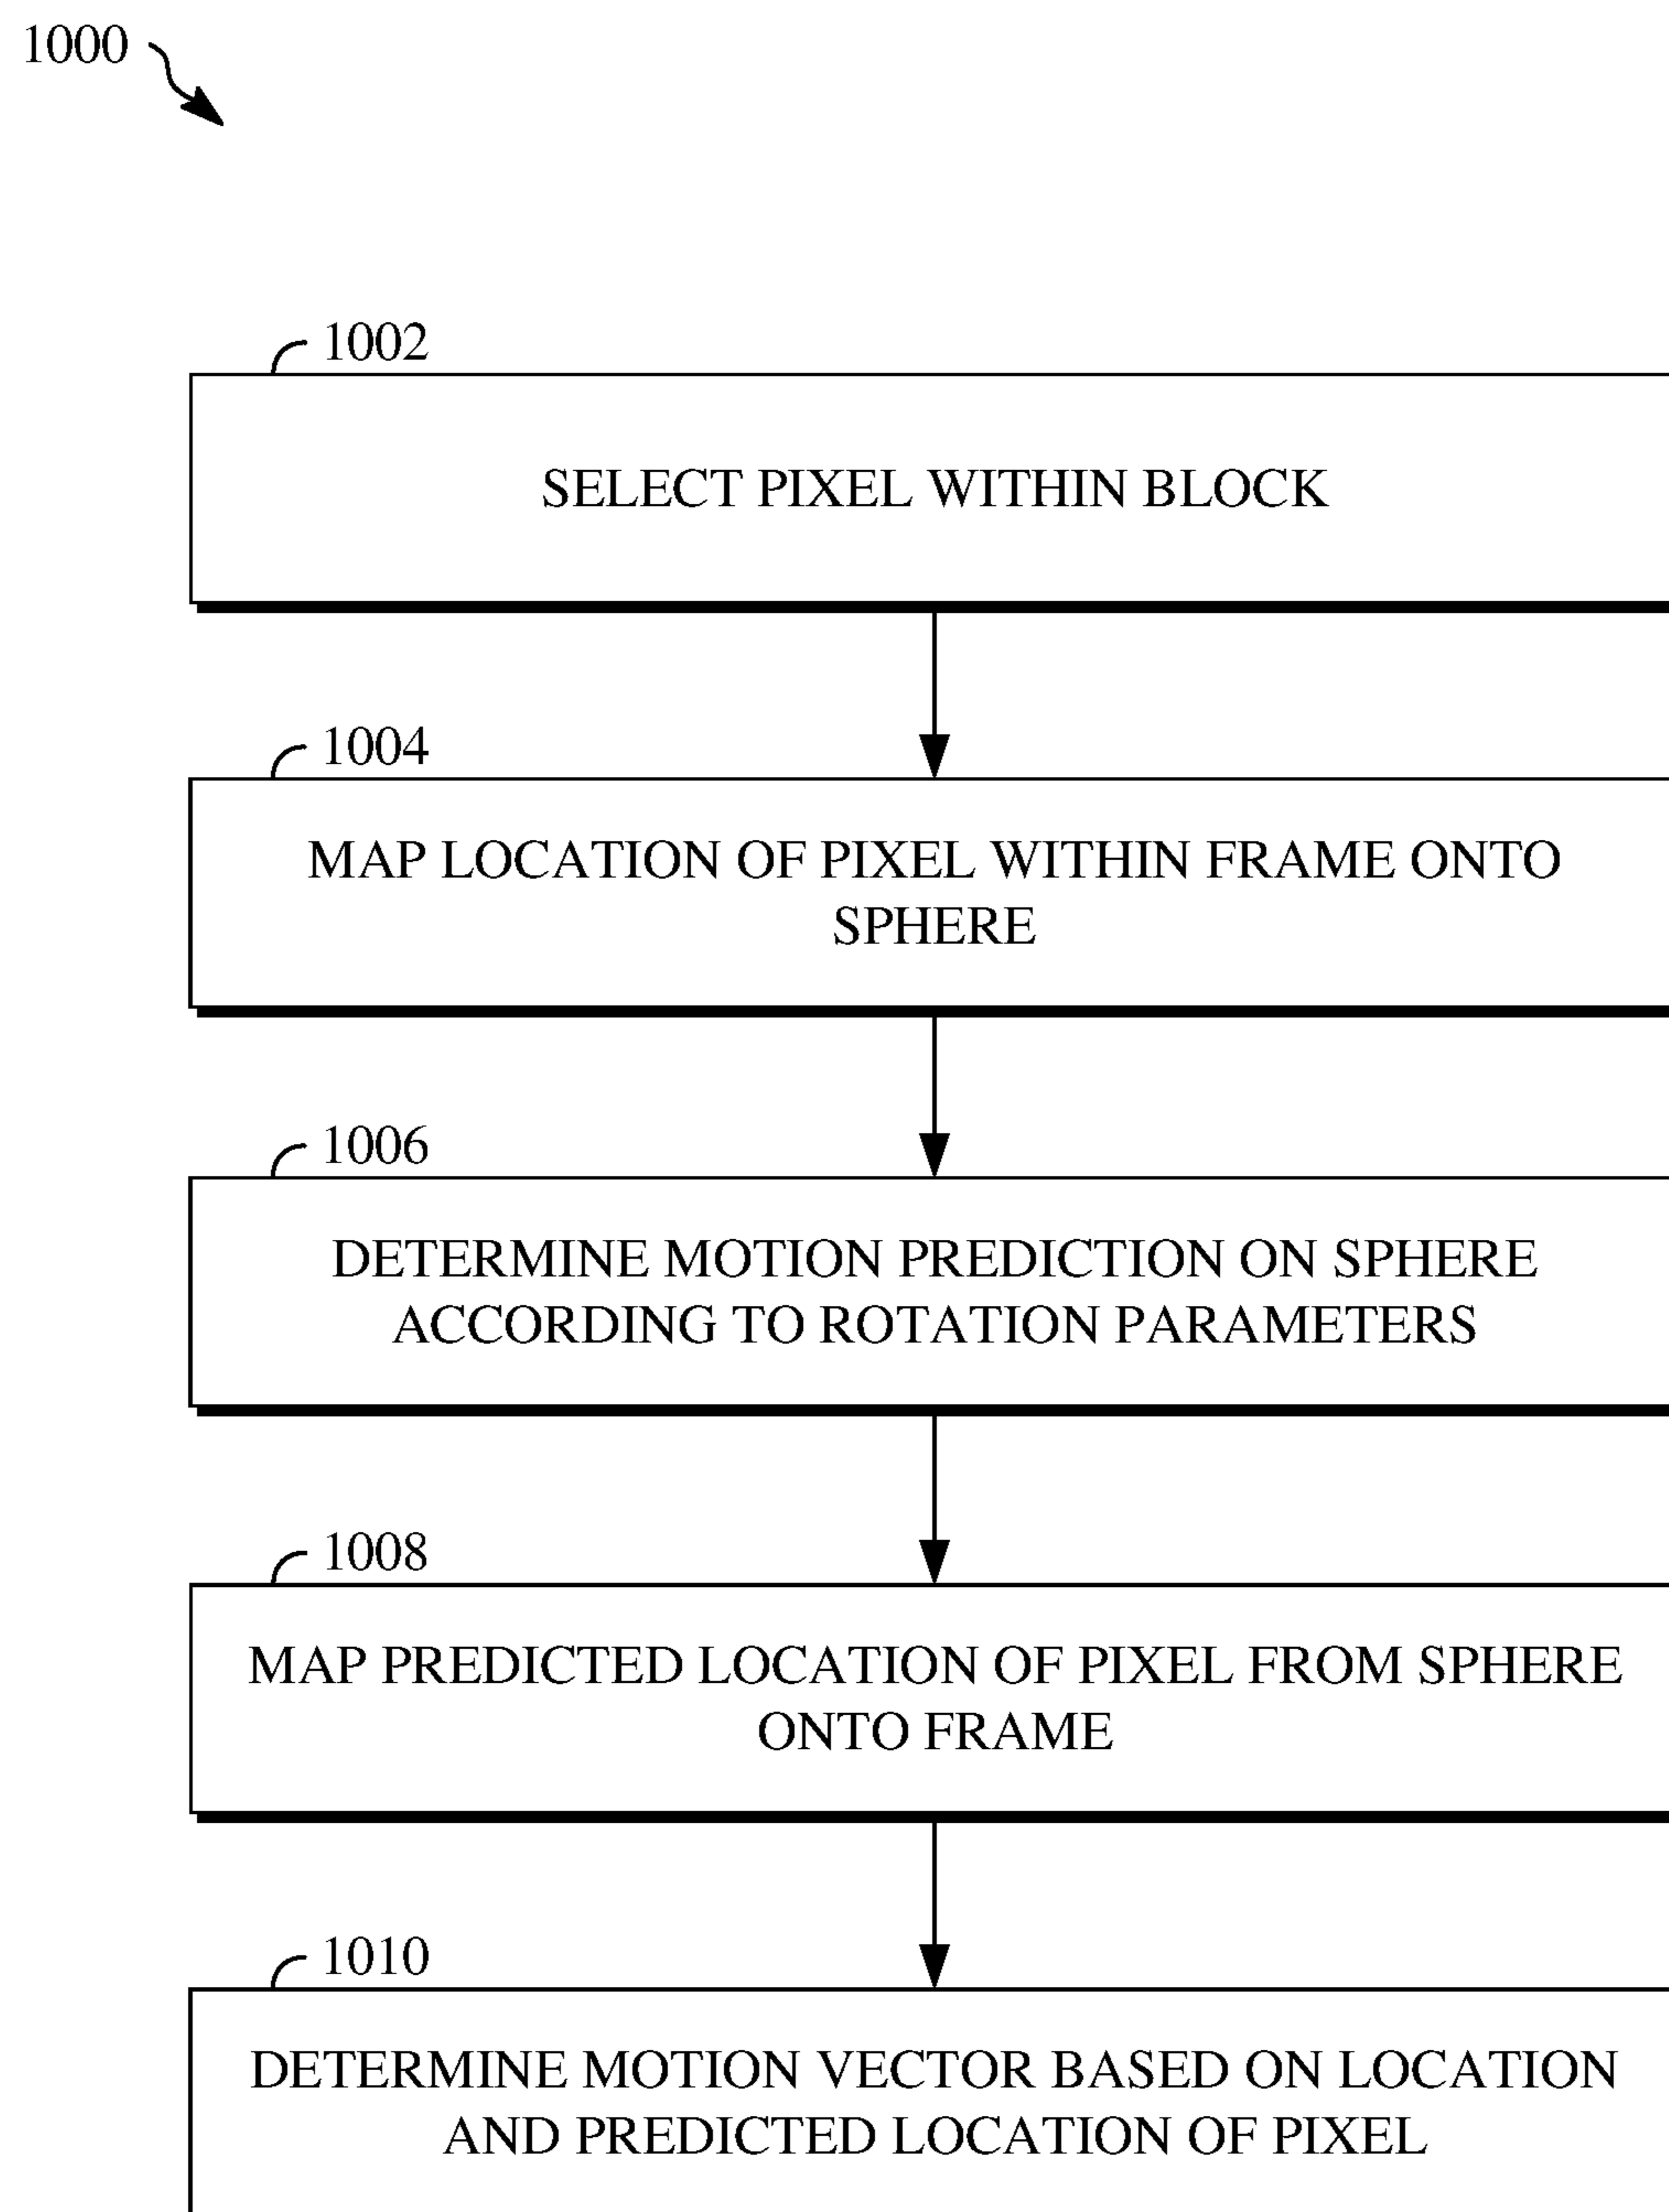 1000
1002
SELECT PIXEL WITHIN BLOCK
1004
MAP LOCATION OF PIXEL WITHIN FRAME ONTO
SPHERE
1006
DETERMINE MOTION PREDICTION ON SPHERE
ACCORDING TO ROTATION PARAMETERS
1008
MAP PREDICTED LOCATION OF PIXEL FROM SPHERE
ONTO FRAME
1010
DETERMINE MOTION VECTOR BASED ON LOCATION
AND PREDICTED LOCATION OF PIXEL